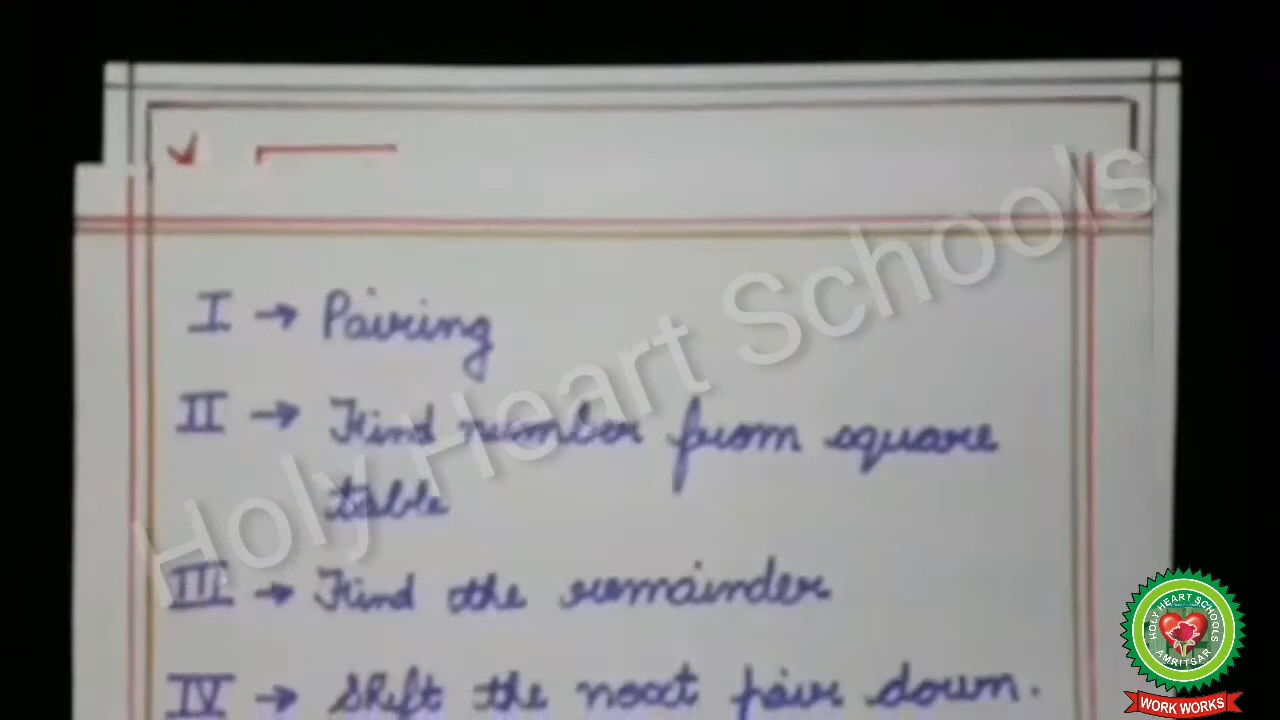 I → Pairing
II → Find number from square
table
III → Find the remainder
IV → Shift the next pair down.
Holy Heart Schools
HOLY HEART SCHOOLS
AMRITSAR
WORK WORKS